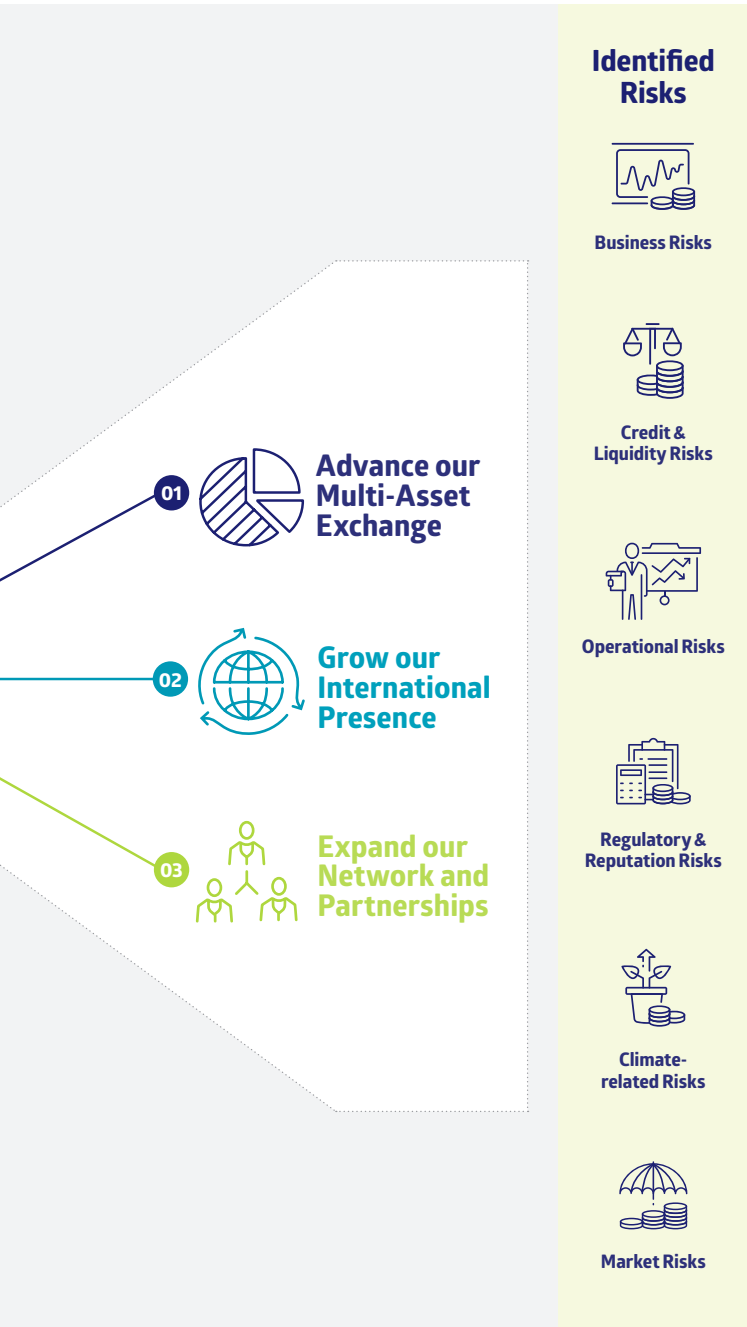 01
Advance our
Multi-Asset
Exchange
02
Grow our
International
Presence
03
Expand our
Network and
Partnerships
Identified
Risks
Business Risks
Credit &
Liquidity Risks
Operational Risks
Regulatory &
Reputation Risks
Climate-
related Risks
Market Risks